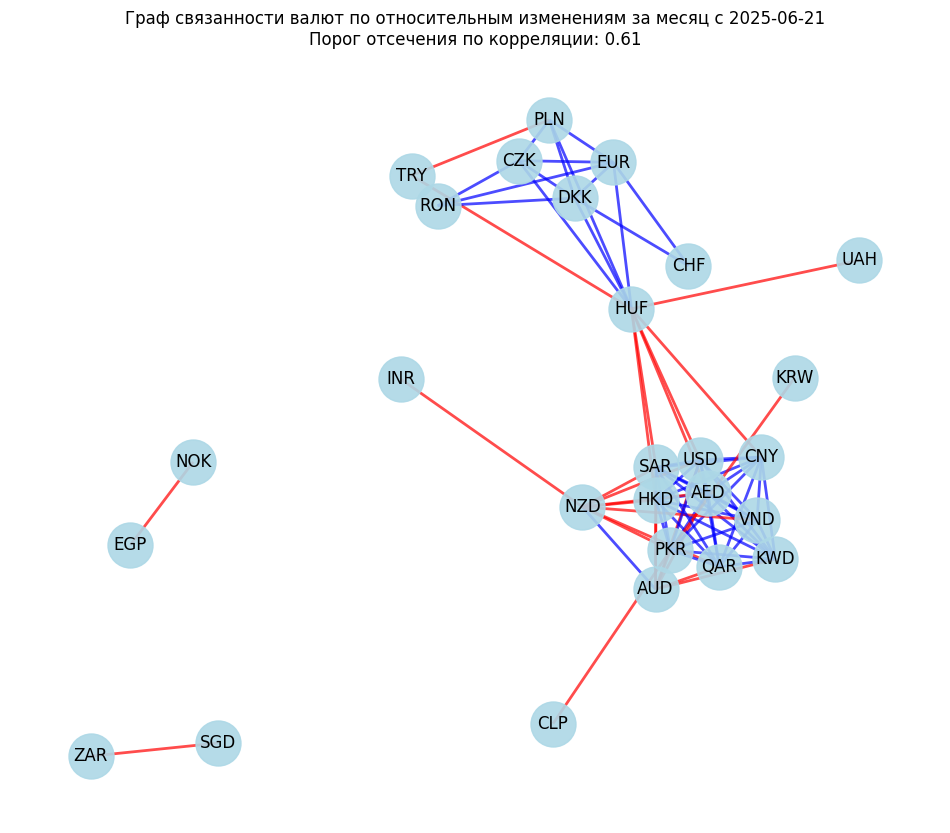 Граф связанности валют по относительным изменениям за месяц с 2025-06-21
Порог отсечения по корреляции: 0.61
PLN
CZK
EUR
TRY
RON
DKK
CHF
UAH
HUF
INR
KRW
NOK
SAR
USD
CNY
HKD
AED
NZD
VND
EGP
PKR
QAR
KWD
AUD
CLP
ZAR
SGD